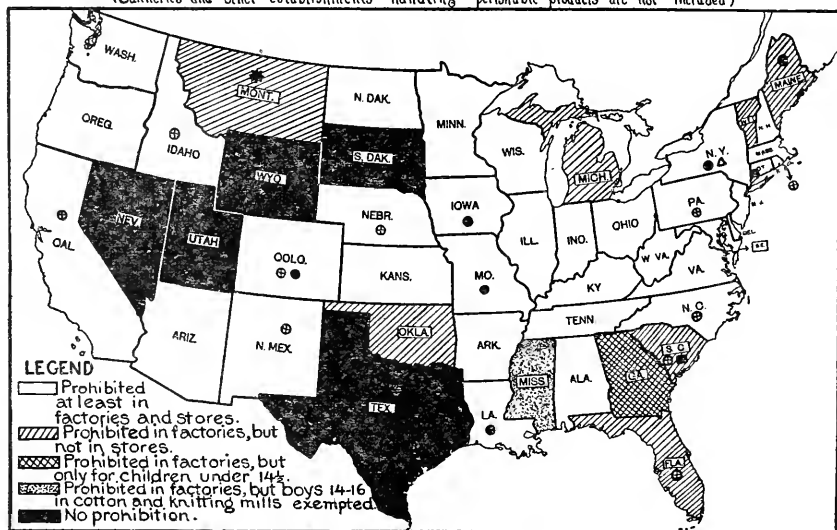 (Canneries and other establishments handling perishable products are not included)
WASH.
MONT.
N. DAK.
MINN.
MAINE
OREG.
IDAHO
S. DAK.
WIS.
MICH.
N.Y.
VT.
N. H.
MASS
WYO
IOWA
NEBR.
PA.
N. J.
NEV.
UTAH
COLO.
ILL.
IND.
OHIO
W VA.
DEL.
CAL.
KANS.
MO.
KY
VA.
ARIZ.
N. MEX.
OKLA.
ARK.
TENN.
N. C.
S. C.
TEX.
LA.
MISS.
ALA.
GA.
FLA.
LEGEND
Prohibited
at least in
factories and stores.
Prohibited in factories, but
not in stores.
Prohibited in factories, but
only for children under 14½.
Prohibited in factories, but boys 14-16
in cotton and knitting mills exempted.
No prohibition.